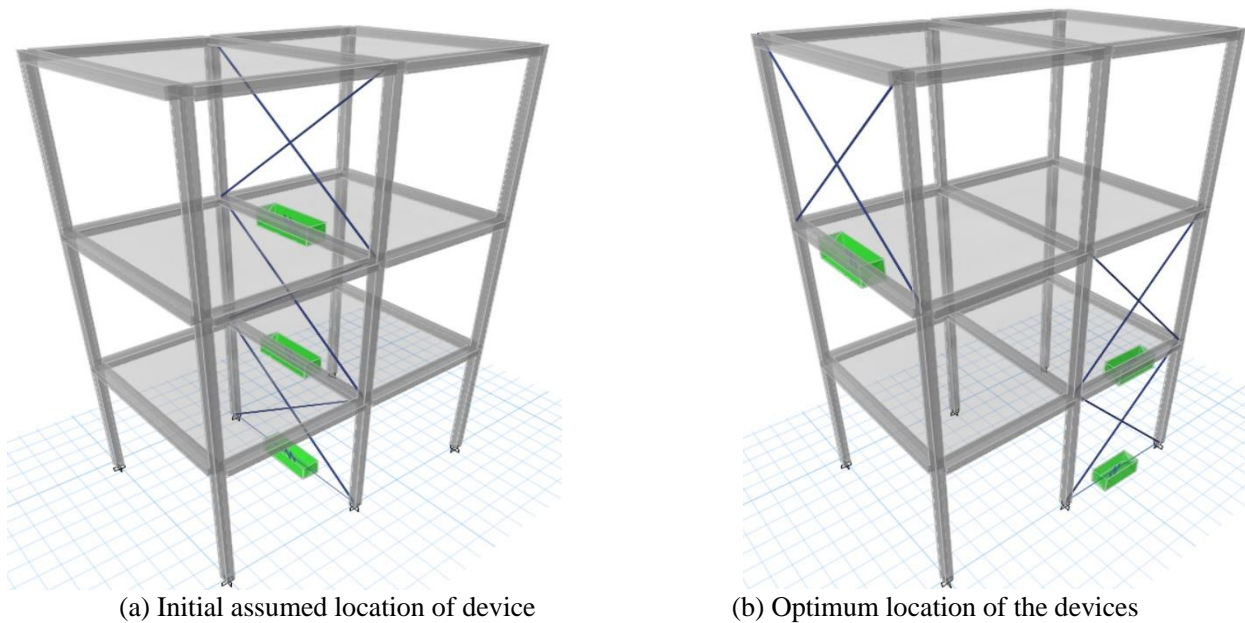 (a) Initial assumed location of device
(b) Optimum location of the devices